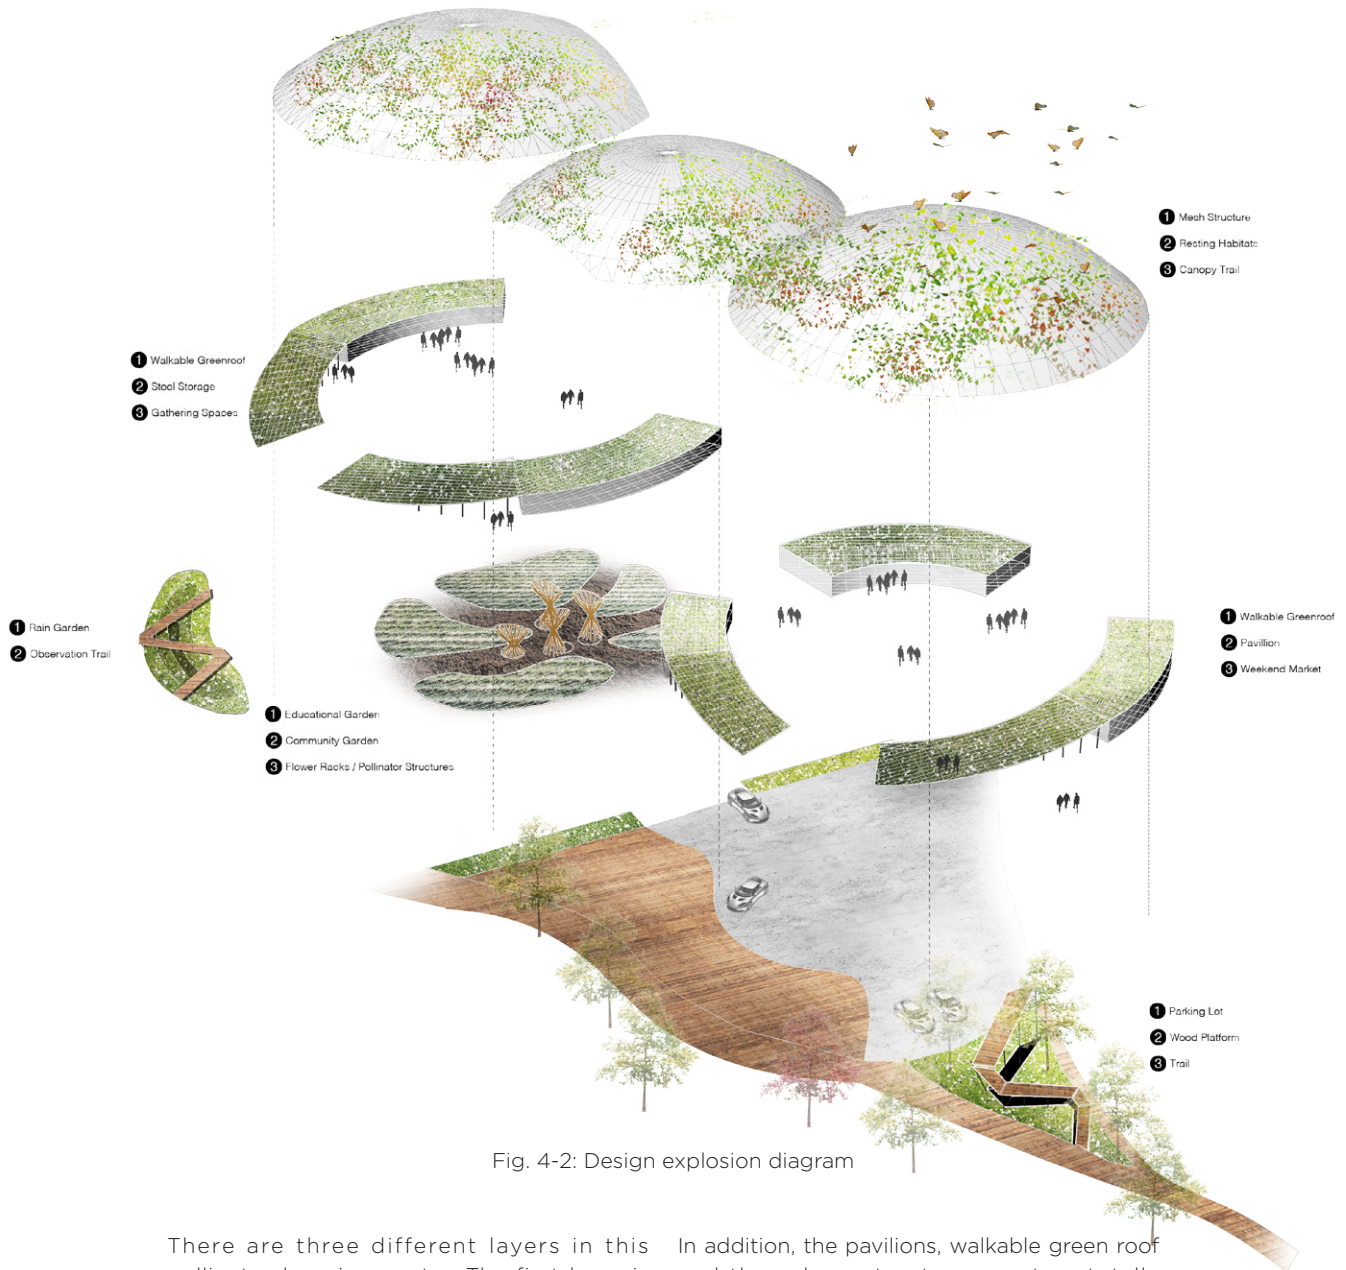 1 Mesh Structure
2 Resting Habitats
3 Canopy Trail
1 Walkable Greenroof
2 Stool Storage
3 Gathering Spaces
1 Rain Garden
2 Observation Trail
1 Educational Garden
2 Community Garden
3 Flower Racks / Pollinator Structures
1 Walkable Greenroof
2 Pavillion
3 Weekend Market
1 Parking Lot
2 Wood Platform
3 Trail
Fig. 4-2: Design explosion diagram
There are three different layers in this
In addition, the pavilions, walkable green roof